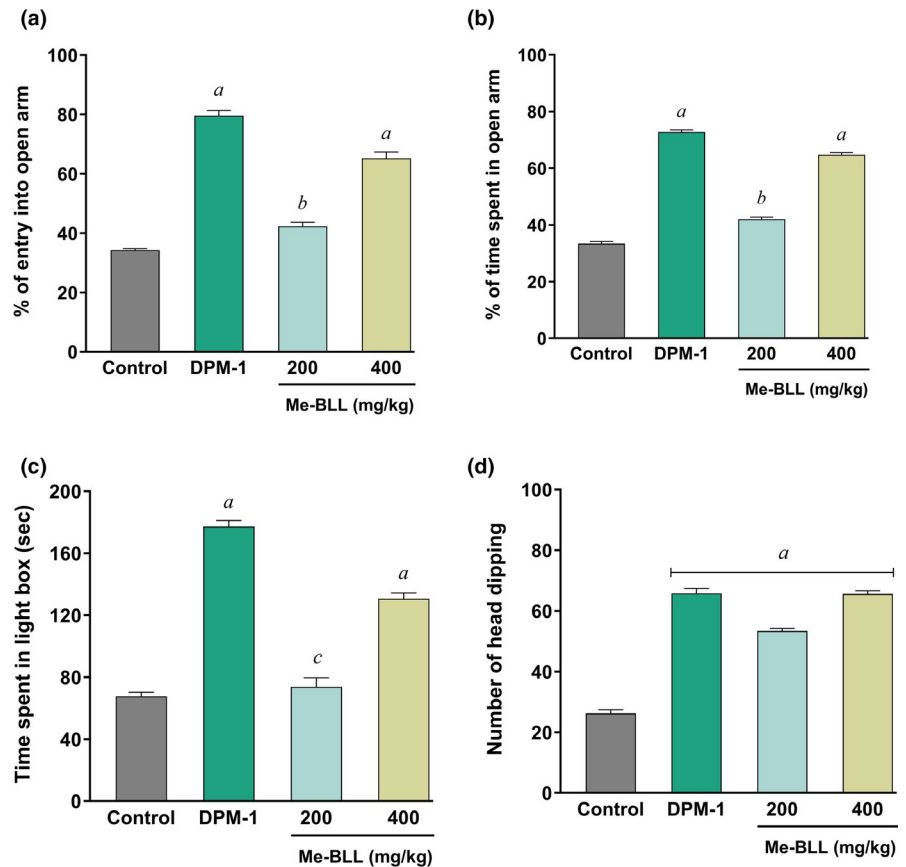 (a)
% of entry into open arm
100
80
60
40
20
0
a
b
a
Control DPM-1 200 400
Me-BLL (mg/kg)
(b)
% of time spent in open arm
100
80
60
40
20
0
a
b
a
Control DPM-1 200 400
Me-BLL (mg/kg)
(c)
Time spent in light box (sec)
200
160
120
80
40
0
a
c
a
Control DPM-1 200 400
Me-BLL (mg/kg)
(d)
Number of head dipping
100
80
60
40
20
0
a
Control DPM-1 200 400
Me-BLL (mg/kg)